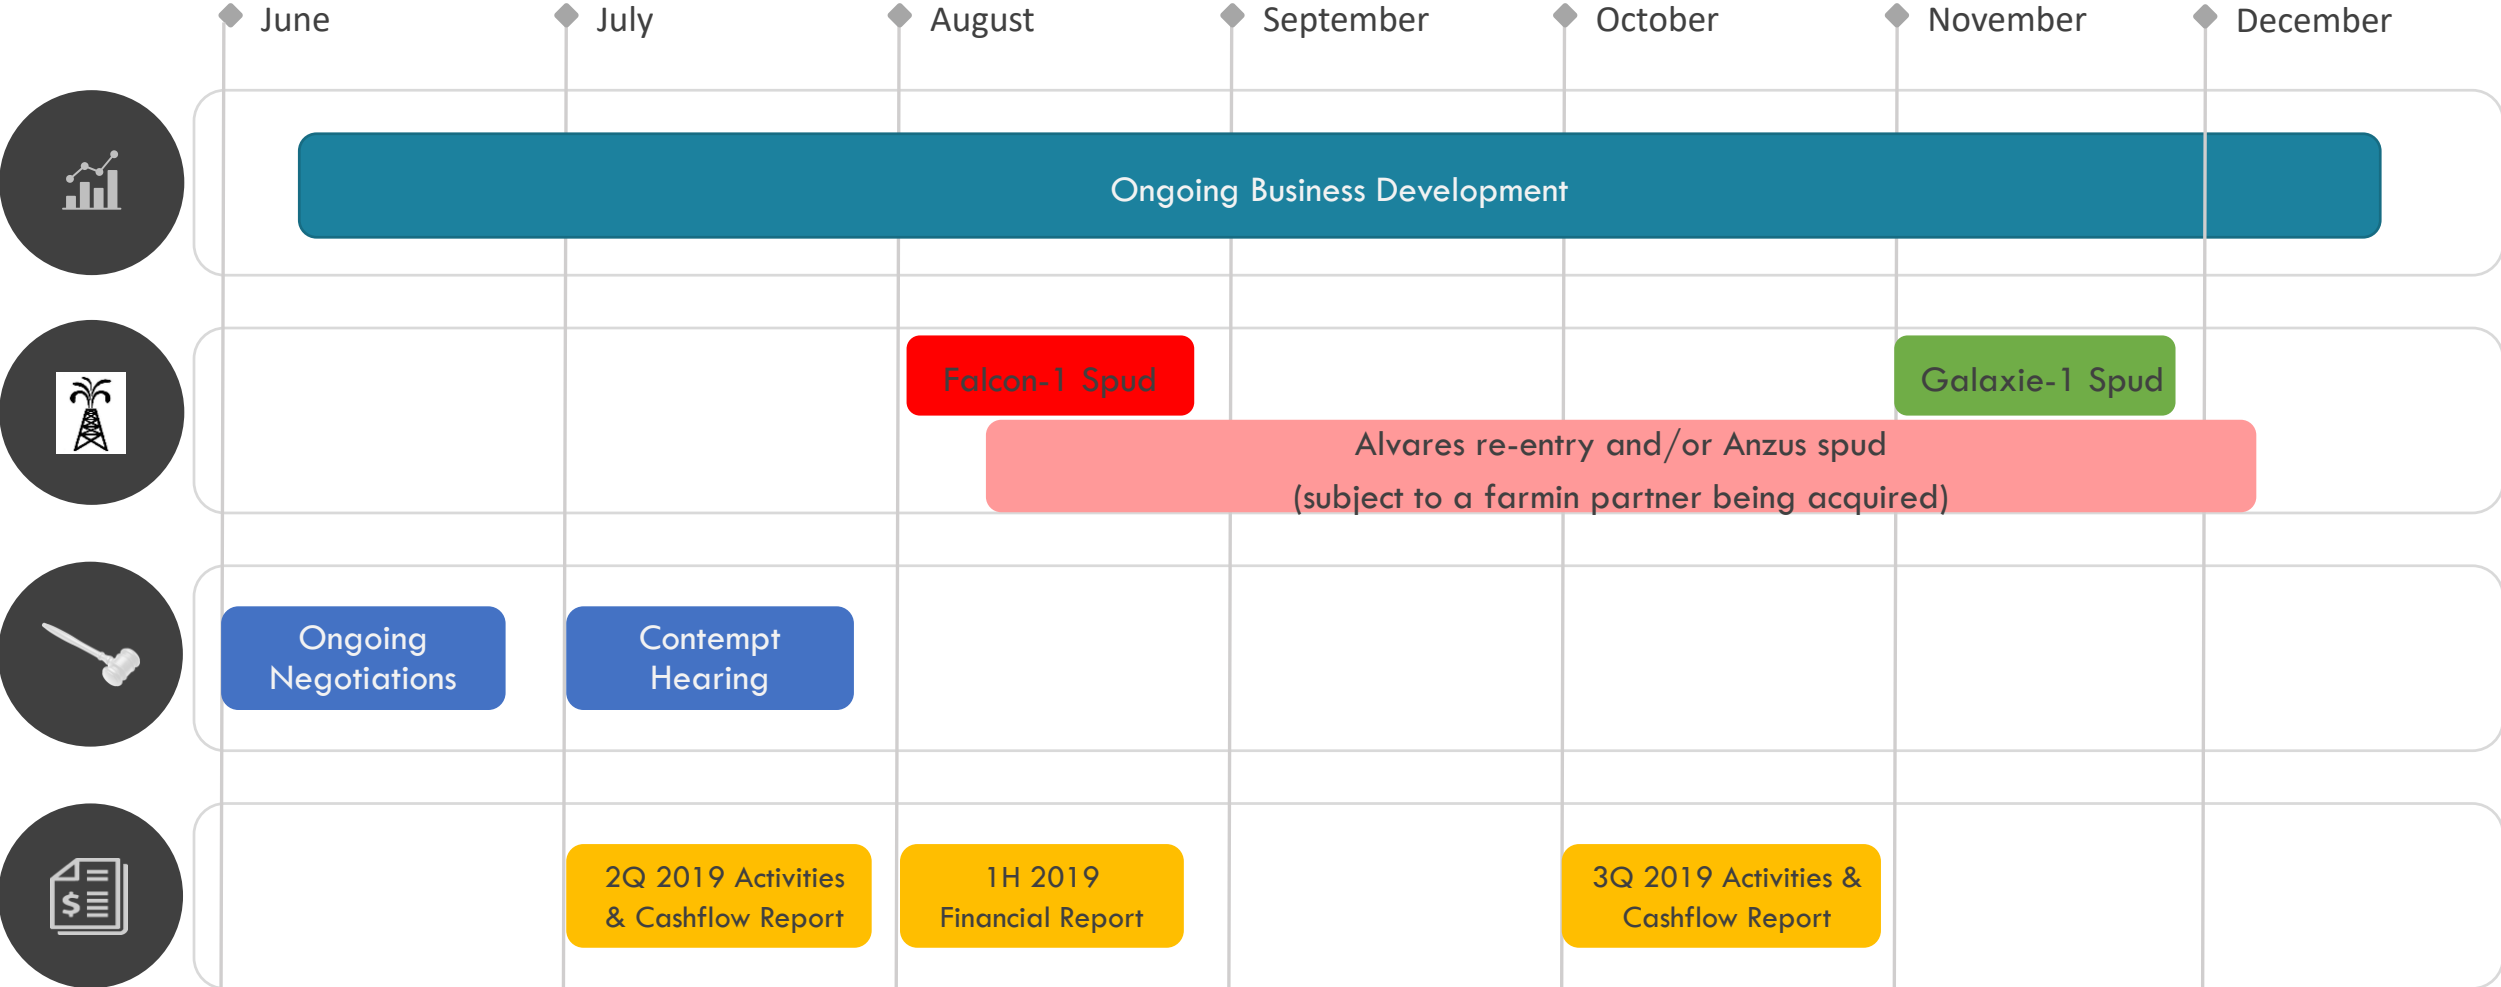 June
July
August
September
October
November
December
Ongoing Business Development
Falcon-1 Spud
Galaxie-1 Spud
Alvares re-entry and/or Anzus spud
(subject to a farmin partner being acquired)
Ongoing
Negotiations
Contempt
Hearing
2Q 2019 Activities
& Cashflow Report
1H 2019
Financial Report
3Q 2019 Activities &
Cashflow Report
$